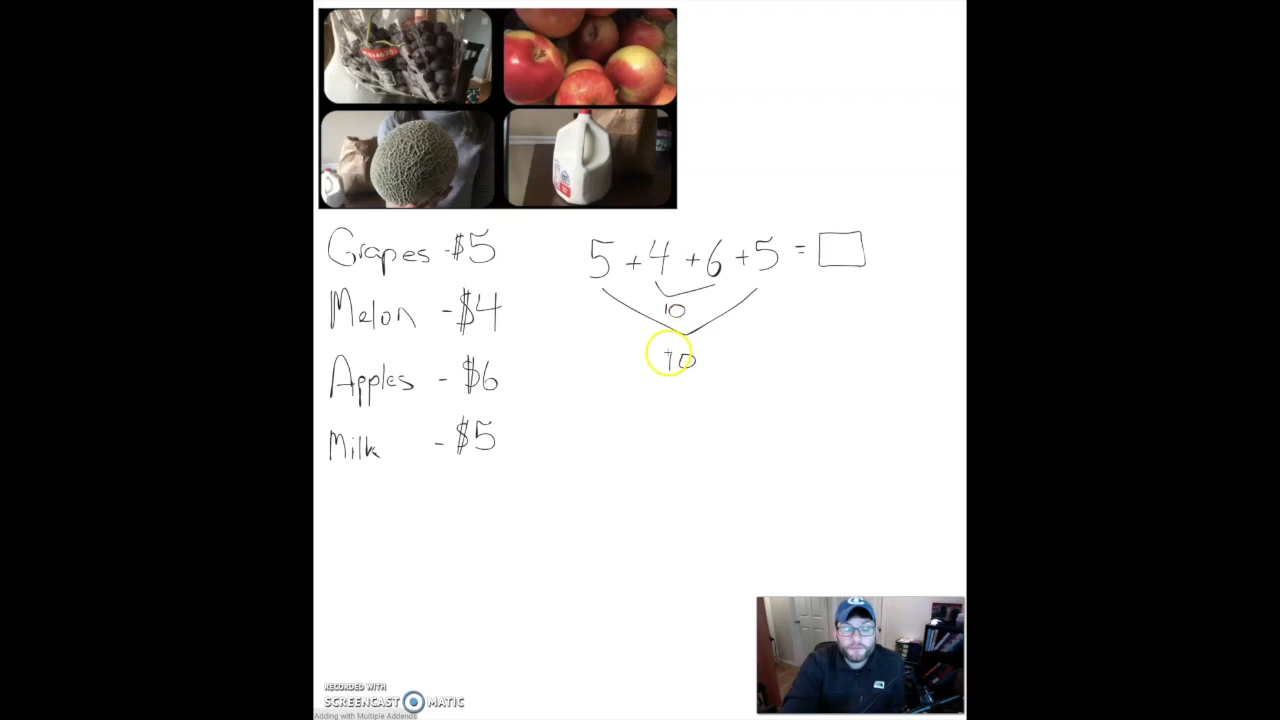 Grapes - $5
Melon - $4
Apples - $6
Milk - $5
5 + 4 + 6 + 5 =
10
10
RECORDED WITH
SCREENCAST MATIC
Adding with Multiple Addends